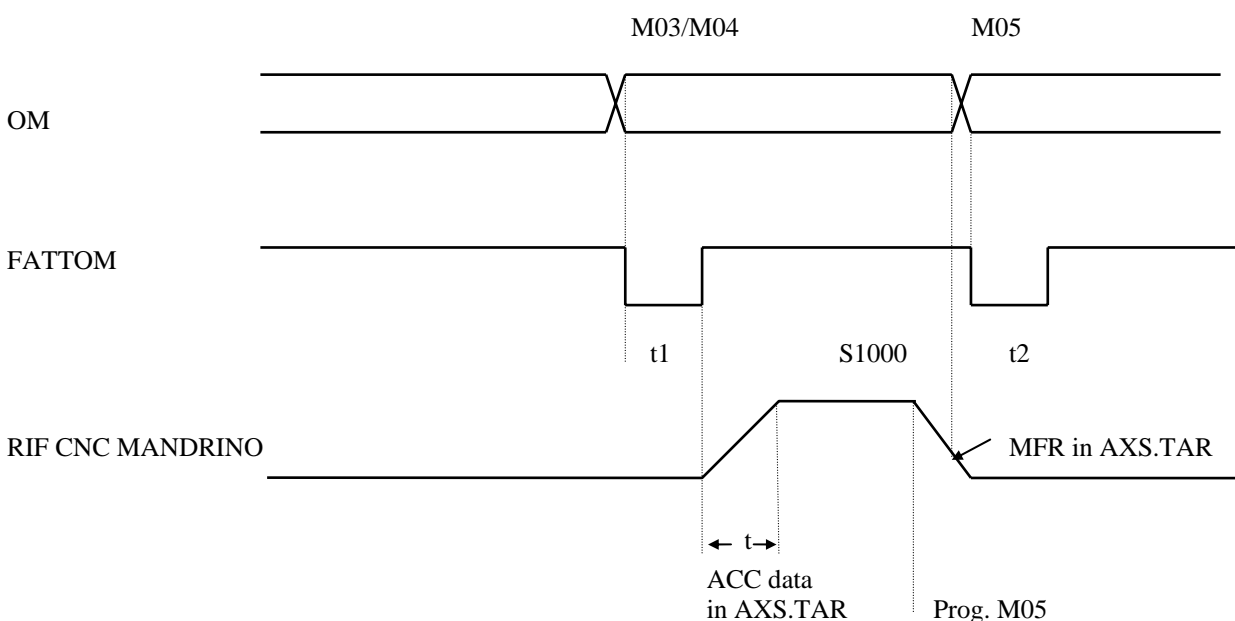 M03/M04 M05
OM
FATTOM
t1 S1000 t2
RIF CNC MANDRINO MFR in AXS.TAR
t
ACC data
in AXS.TAR Prog. M05